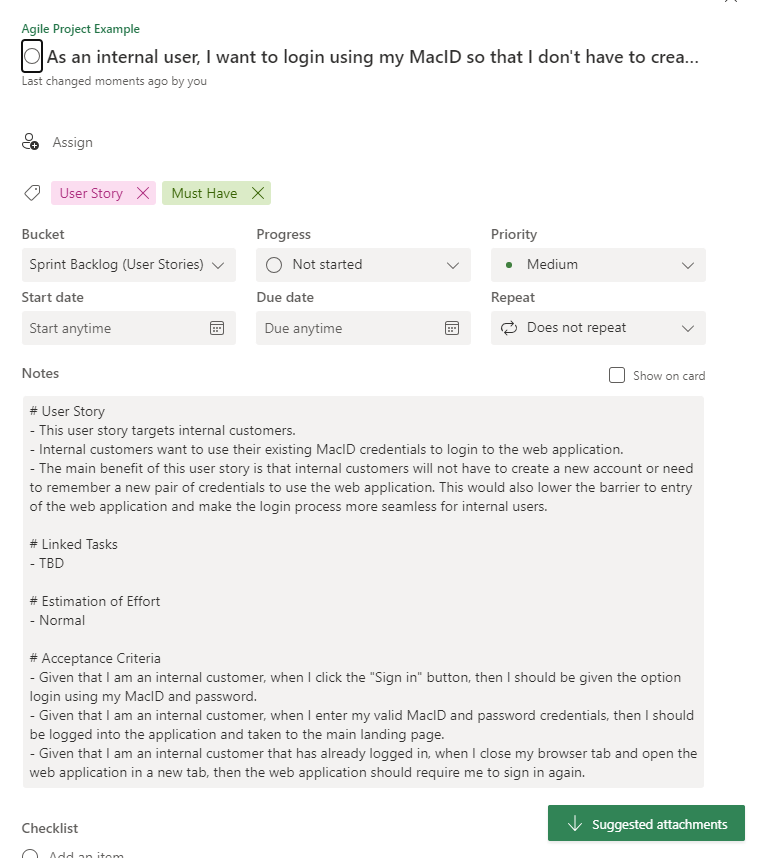 Agile Project Example
As an internal user, I want to login using my MacID so that I don't have to crea...
Last changed moments ago by you
Assign
User Story Must Have
Bucket Progress Priority
Sprint Backlog (User Stories) Not started Medium
Start date Due date Repeat
Start anytime Due anytime Does not repeat
Notes Show on card
# User Story
- This user story targets internal customers.
- Internal customers want to use their existing MacID credentials to login to the web application.
- The main benefit of this user story is that internal customers will not have to create a new account or need
to remember a new pair of credentials to use the web application. This would also lower the barrier to entry
of the web application and make the login process more seamless for internal users.
# Linked Tasks
- TBD
# Estimation of Effort
- Normal
# Acceptance Criteria
- Given that I am an internal customer, when I click the "Sign in" button, then I should be given the option
login using my MacID and password.
- Given that I am an internal customer, when I enter my valid MacID and password credentials, then I should
be logged into the application and taken to the main landing page.
- Given that I am an internal customer that has already logged in, when I close my browser tab and open the
web application in a new tab, then the web application should require me to sign in again.
Suggested attachments
Checklist
Add an item